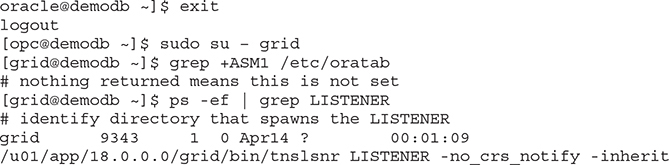 oracle@demodb ~]$ exit
logout
[opc@demodb ~]$ sudo su – grid
[grid@demodb ~]$ grep +ASM1 /etc/oratab
# nothing returned means this is not set
[grid@demodb ~]$ ps -ef | grep LISTENER
# identify directory that spawns the LISTENER
grid 9343 1 0 Apr14 ? 00:01:09
/u01/app/18.0.0.0/grid/bin/tnslsnr LISTENER -no_crs_notify -inherit